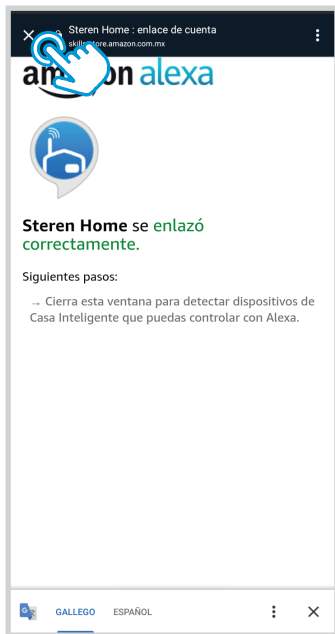 Steren Home : enlace de cuenta
amazon.com.mx
alexa
Steren Home se enlazó
correctamente.
Siguientes pasos:
→ Cierra esta ventana para detectar dispositivos de
Casa Inteligente que puedas controlar con Alexa.
GALLEGO ESPAÑOL